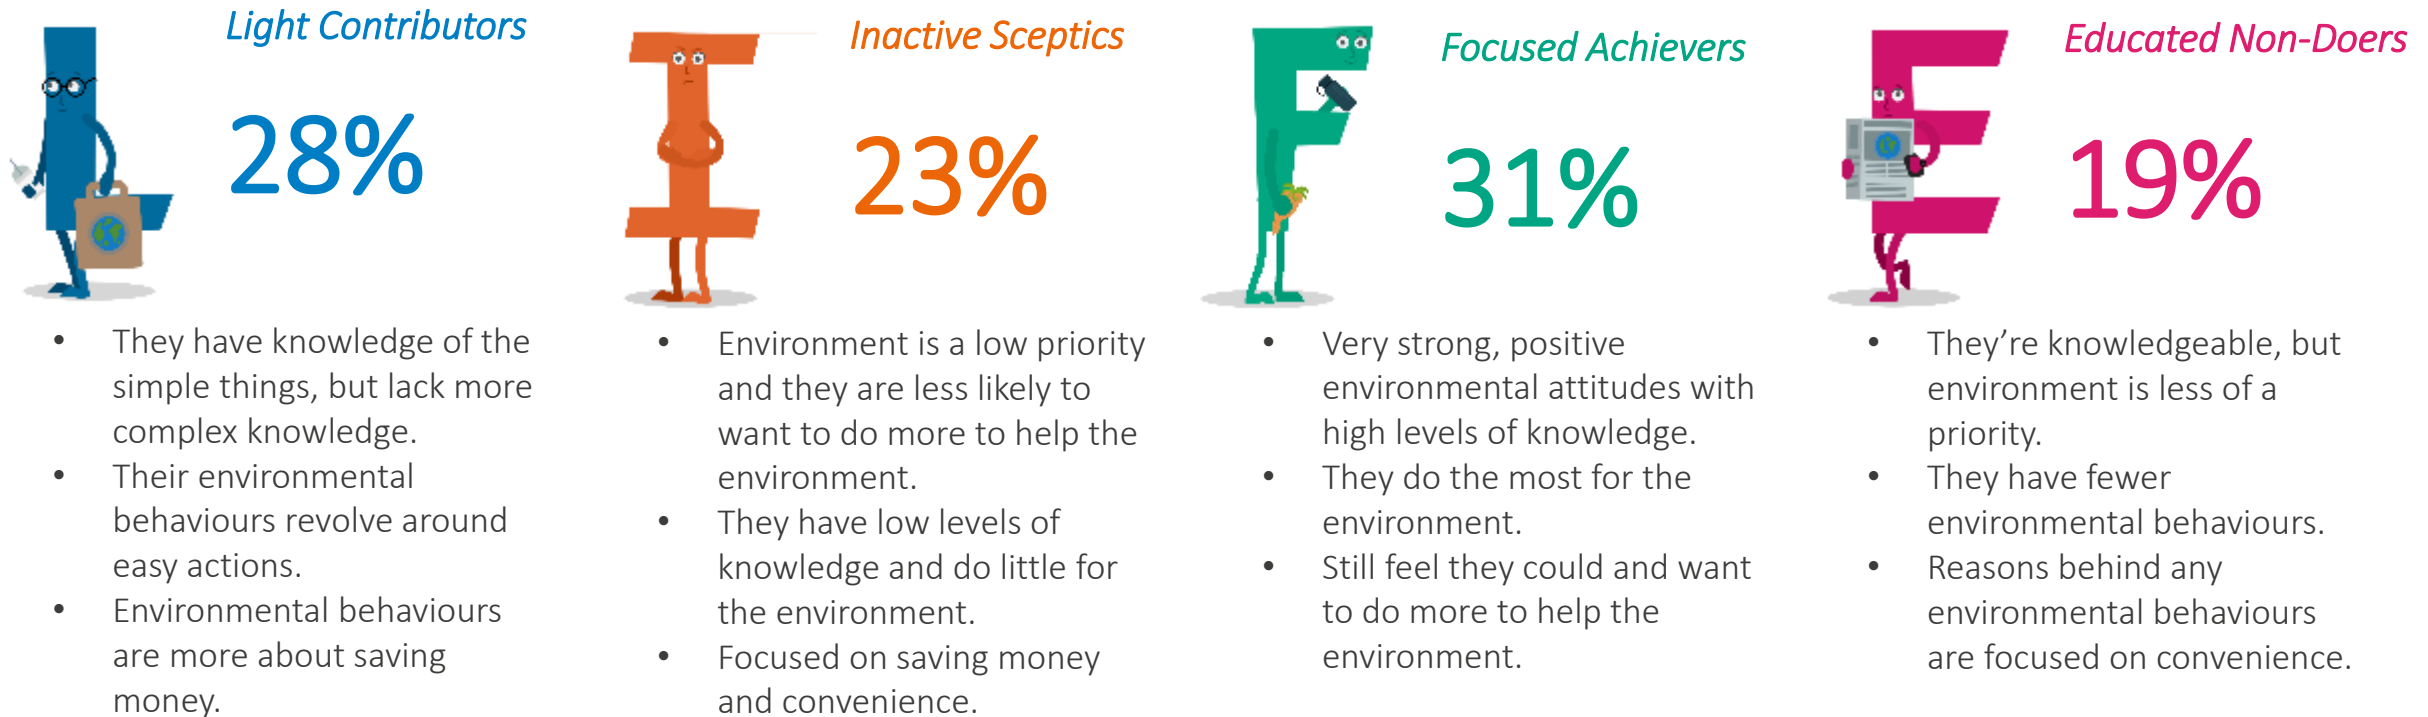 Light Contributors
28%
• They have knowledge of the
simple things, but lack more
complex knowledge.
• Their environmental
behaviours revolve around
easy actions.
• Environmental behaviours
are more about saving
money.
Inactive Sceptics
23%
• Environment is a low priority
and they are less likely to
want to do more to help the
environment.
• They have low levels of
knowledge and do little for
the environment.
• Focused on saving money
and convenience.
Focused Achievers
31%
• Very strong, positive
environmental attitudes with
high levels of knowledge.
• They do the most for the
environment.
• Still feel they could and want
to do more to help the
environment.
Educated Non-Doers
19%
• They’re knowledgeable, but
environment is less of a
priority.
• They have fewer
environmental behaviours.
• Reasons behind any
environmental behaviours
are focused on convenience.